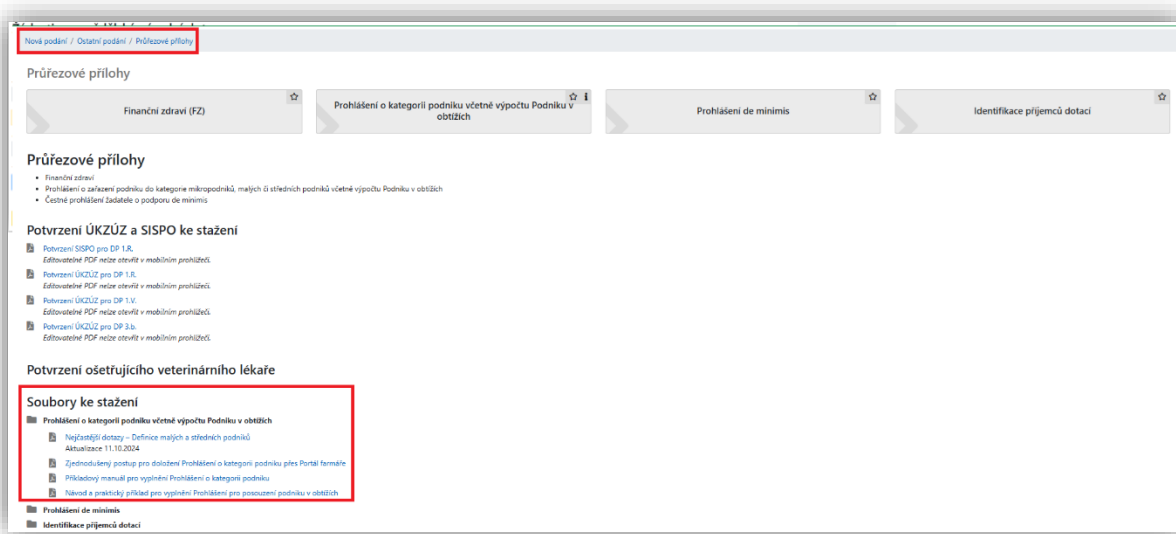 Nová podání / Ostatní podání / Průřezové přílohy
Průřezové přílohy
Finanční zdraví (FZ)
Prohlášení o kategorii podniku včetně výpočtu Podniku v
obtížích
Prohlášení de minimis
Identifikace příjemců dotací
Průřezové přílohy
Finanční zdraví
Prohlášení o zařazení podniku do kategorie mikropodniků, malých či středních podniků včetně výpočtu Podniku v obtížích
Čestné prohlášení žadatele o podporu de minimis
Potvrzení ÚKZÚZ a SISPO ke stažení
Potvrzení SISPO pro DP 1.R.
Editovatelné PDF nelze otevřít v mobilním prohlížeči.
Potvrzení ÚKZÚZ pro DP 1.R.
Editovatelné PDF nelze otevřít v mobilním prohlížeči.
Potvrzení ÚKZÚZ pro DP 1.V.
Editovatelné PDF nelze otevřít v mobilním prohlížeči.
Potvrzení ÚKZÚZ pro DP 3.b.
Editovatelné PDF nelze otevřít v mobilním prohlížeči.
Potvrzení ošetřujícího veterinárního lékaře
Soubory ke stažení
Prohlášení o kategorii podniku včetně výpočtu Podniku v obtížích
Nejčastější dotazy – Definice malých a středních podniků
Aktualizace 11.10.2024
Zjednodušený postup pro doložení Prohlášení o kategorii podniku přes Portál farmáře
Příkladový manuál pro vyplnění Prohlášení o kategorii podniku
Návod a praktický příklad pro vyplnění Prohlášení pro posouzení podniku v obtížích
Prohlášení de minimis
Identifikace příjemců dotací